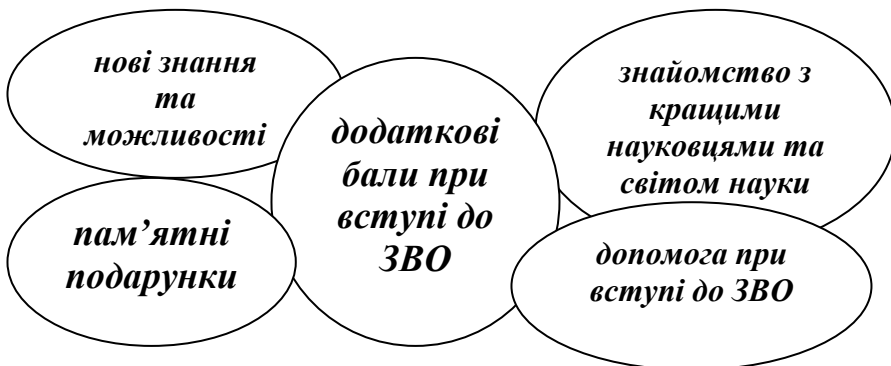 нові знання
та
можливості
пам’ятні
подарунки
додаткові
бали при
вступі до
ЗВО
знайомство з
кращими
науковцями та
світом науки
допомога при
вступі до ЗВО